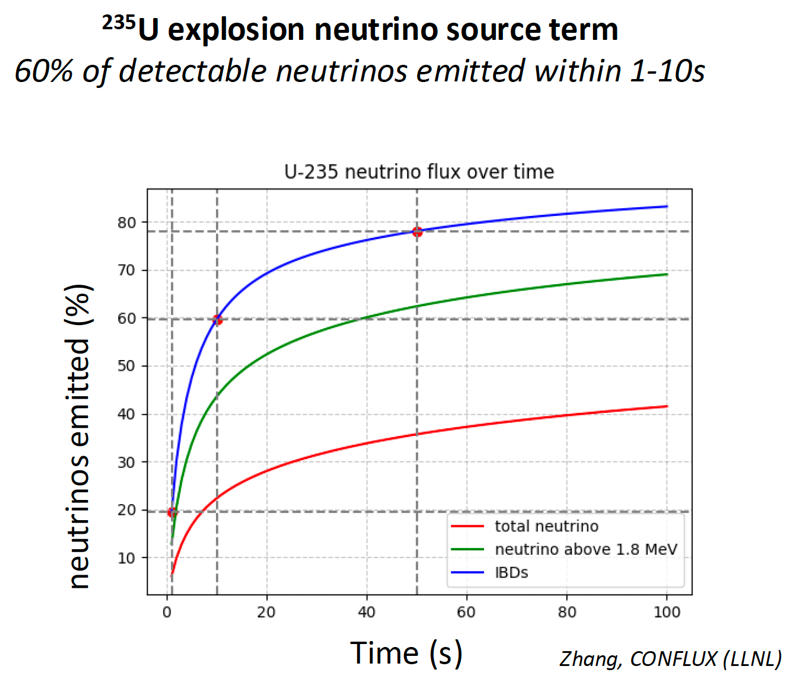 ²³⁵U explosion neutrino source term
60% of detectable neutrinos emitted within 1-10s
U-235 neutrino flux over time
neutrinos emitted (%)
80
70
60
50
40
30
20
10
total neutrino
neutrino above 1.8 MeV
IBDs
0 20 40 60 80 100
Time (s)
Zhang, CONFLUX (LLNL)